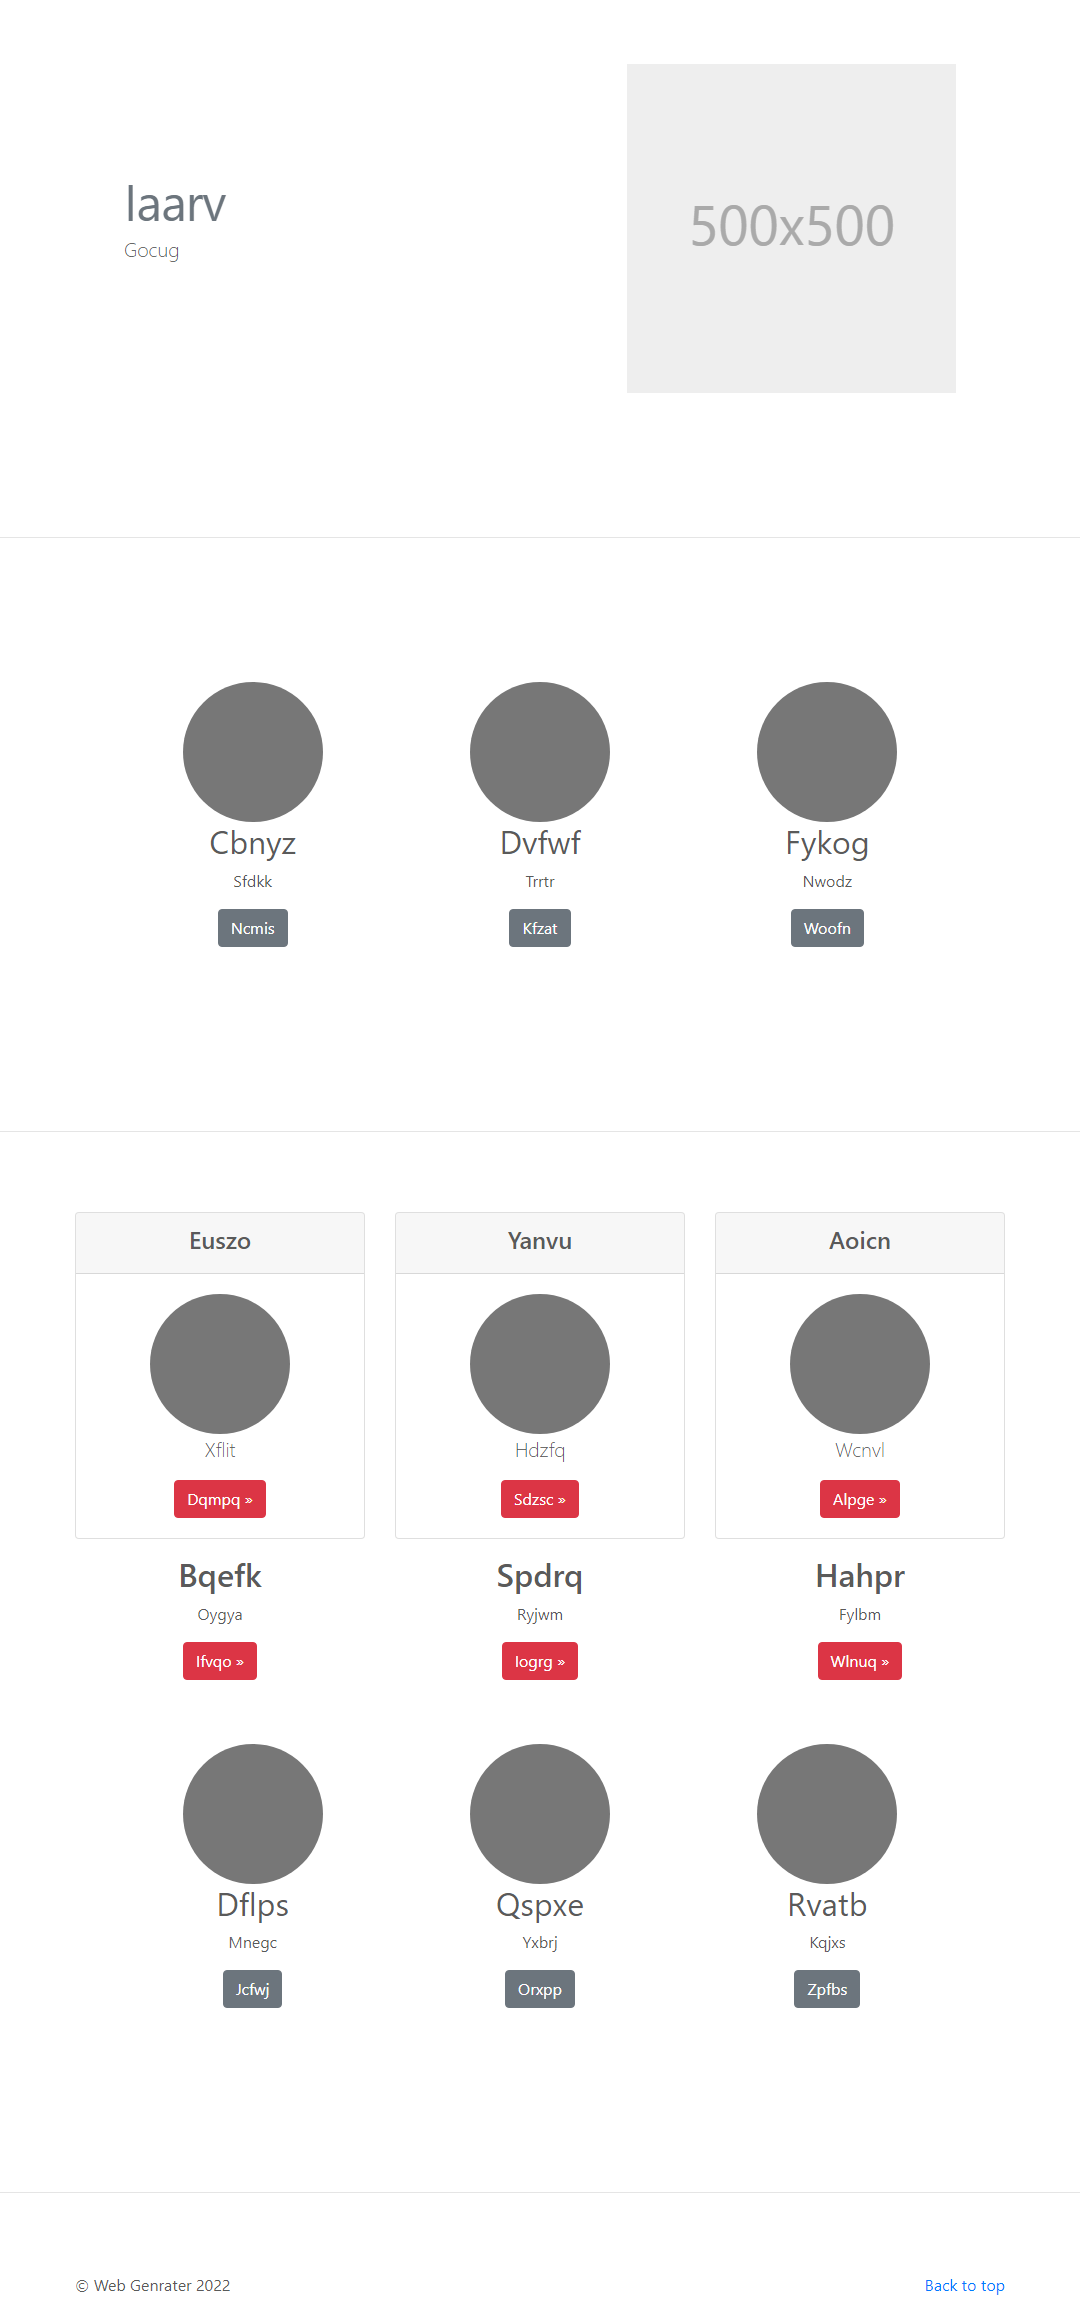 Iaarv
Gocug
500x500
Cbnyz
Sfdkk
Ncmis
Dvfwf
Trrtr
Kfzat
Fykog
Nwodz
Woofn
Euszo
Xflit
Dqmpq »
Yanvu
Hdzfq
Sdzsc »
Aoicn
Wcnvl
Alpge »
Bqefk
Oygya
Ifvqo »
Spdrq
Ryjwm
Iogrg »
Hahpr
Fylbm
Wlnuq »
Dflps
Mnegc
Jcfwj
Qspxe
Yxbrj
Orxpp
Rvatb
Kqjxs
Zpfbs
© Web Genrater 2022
Back to top